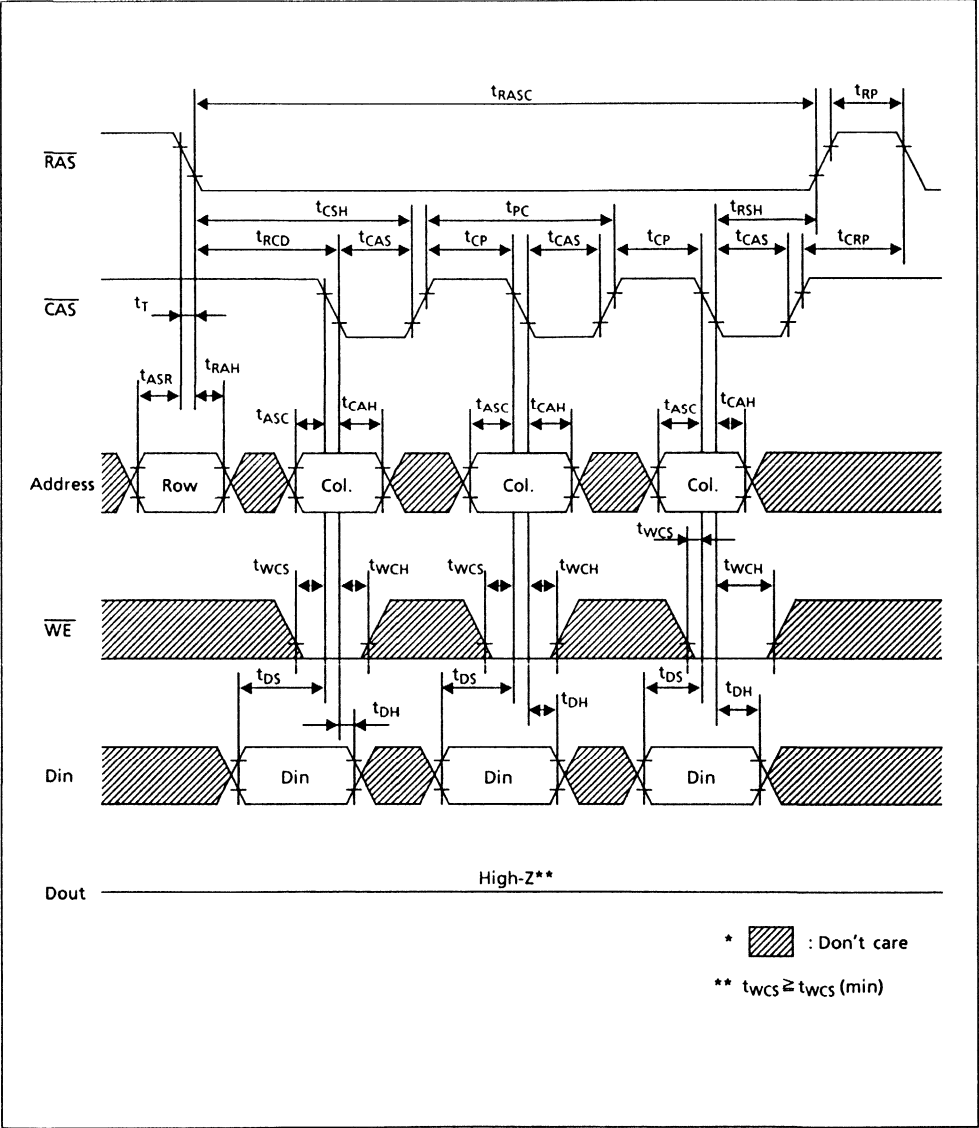 tRASC
tRP
RAS
tCSH
tPC
tRSH
tRCD
tCAS
tCP
tCAS
tCP
tCAS
tCRP
CAS
tT
tASR
tRAH
tASC
tCAH
tASC
tCAH
tASC
tCAH
Address
Row
Col.
Col.
Col.
tWCS
tWCS
tWCH
tWCS
tWCH
tWCH
WE
tDS
tDH
tDS
tDH
tDS
tDH
Din
Din
Din
Din
High-Z**
Dout
* : Don't care
** tWCS ≧ tWCS (min)